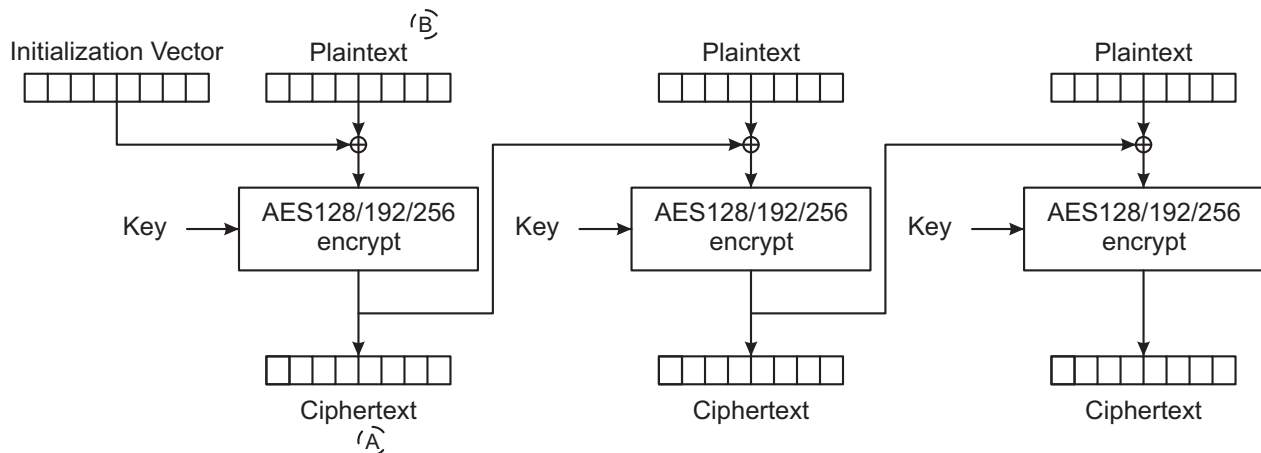 B
Initialization Vector
Plaintext
Plaintext
Plaintext
Key
AES128/192/256
encrypt
Key
AES128/192/256
encrypt
Key
AES128/192/256
encrypt
Ciphertext
Ciphertext
Ciphertext
A